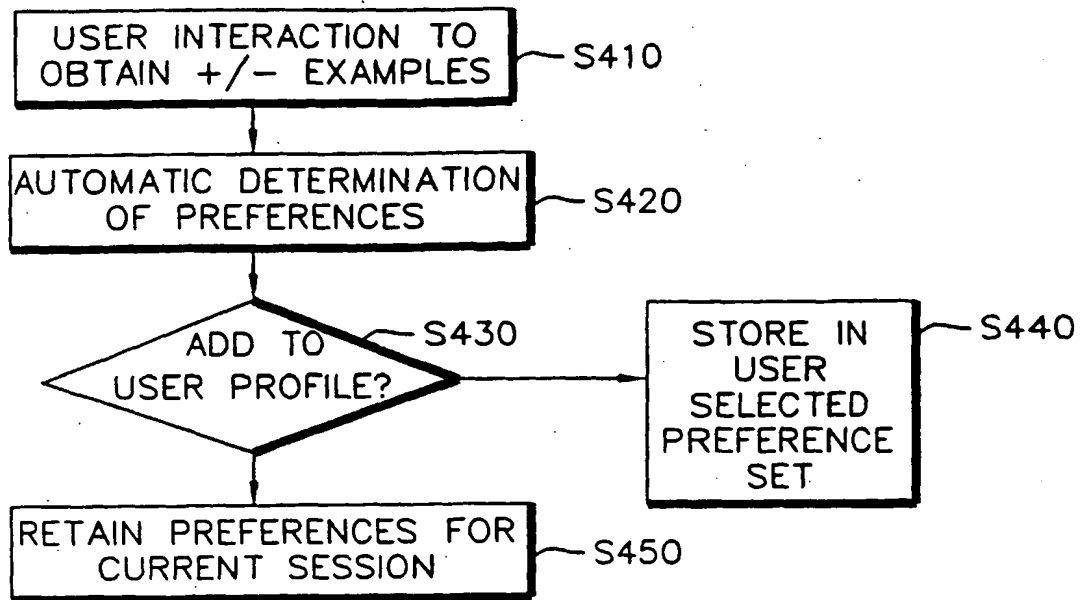 USER INTERACTION TO
OBTAIN +/- EXAMPLES
S410
AUTOMATIC DETERMINATION
OF PREFERENCES
S420
ADD TO
USER PROFILE?
S430
STORE IN
USER
SELECTED
PREFERENCE
SET
S440
RETAIN PREFERENCES FOR
CURRENT SESSION
S450